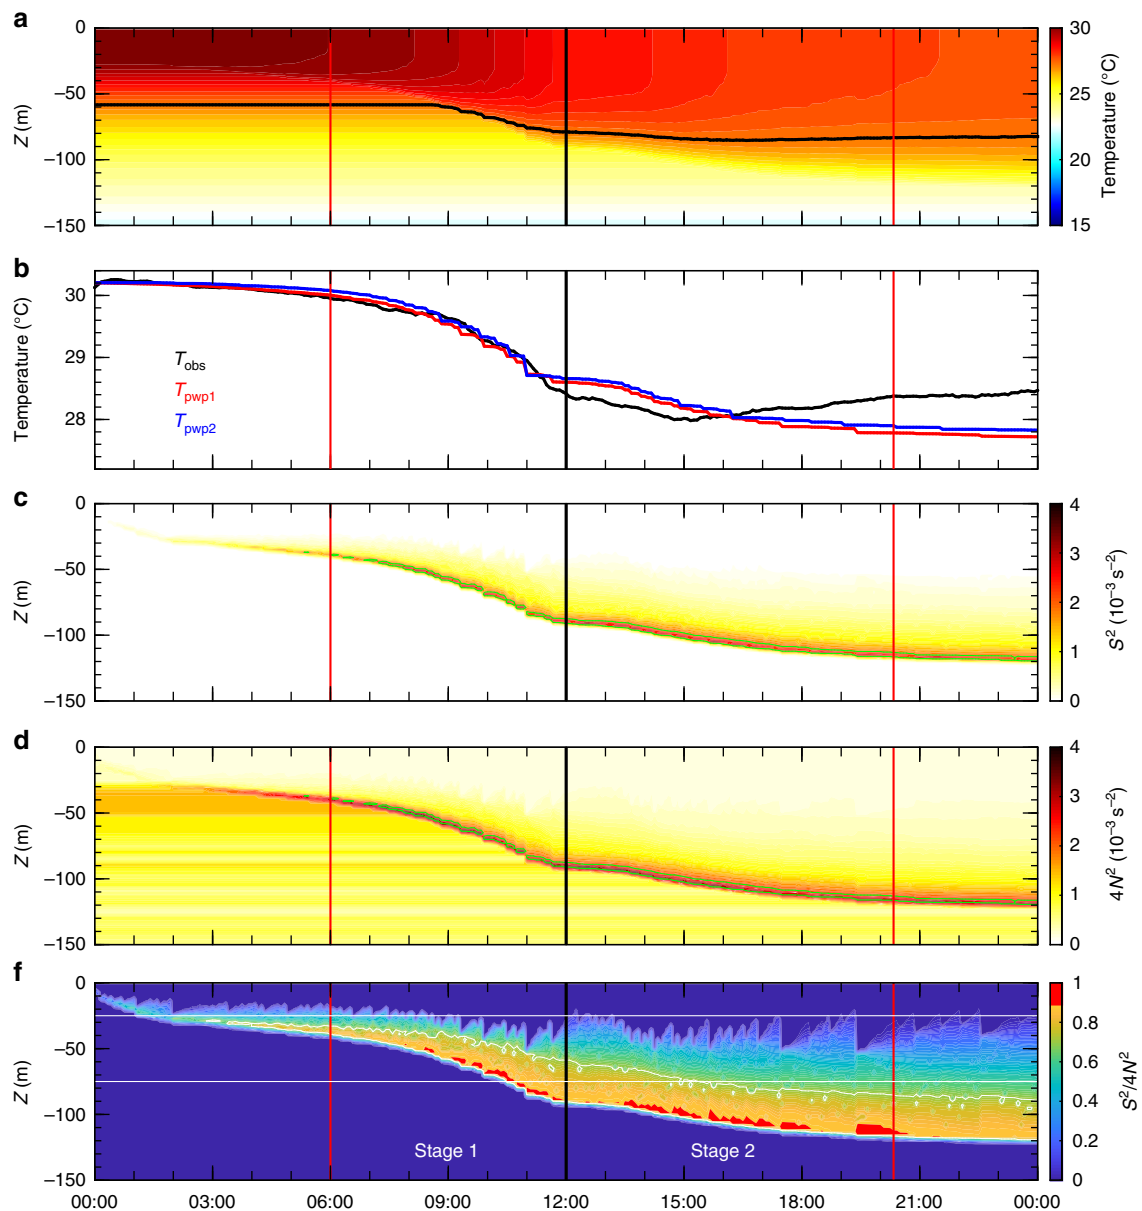 a
0
−50
−100
−150
Z (m)
30
25
20
15
Temperature (°C)
b
30
29
28
Temperature (°C)
T obs
T pwp1
T pwp2
c
0
−50
−100
−150
Z (m)
4
3
2
1
0
S² (10⁻³ s⁻²)
d
0
−50
−100
−150
Z (m)
4
3
2
1
0
4N² (10⁻³ s⁻²)
f
0
−50
−100
−150
Z (m)
Stage 1
Stage 2
1
0.8
0.6
0.4
0.2
0
S²/4N²
00:00 03:00 06:00 09:00 12:00 15:00 18:00 21:00 00:00